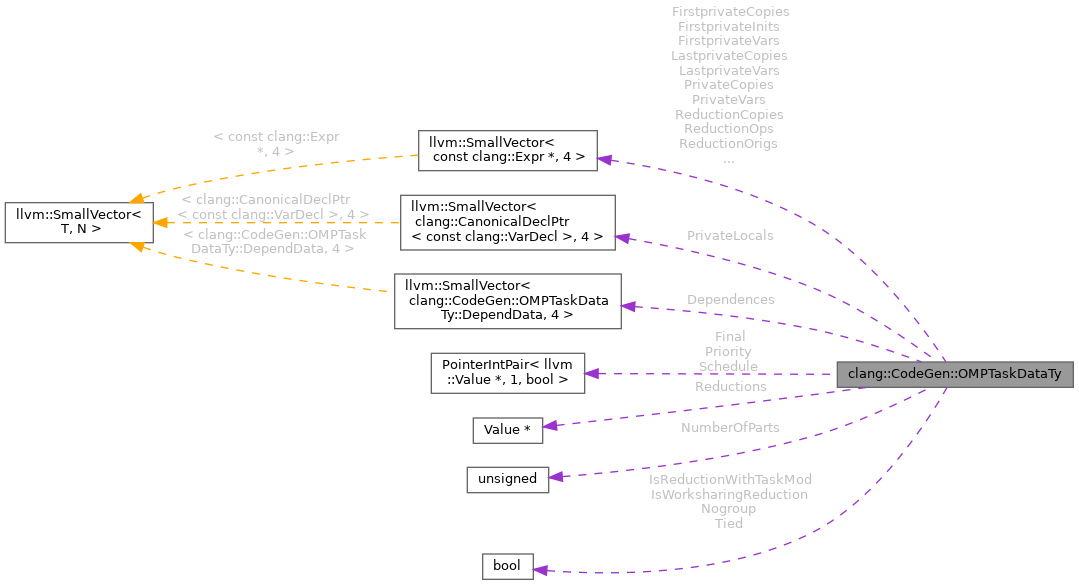 FirstprivateCopies
FirstprivateInits
FirstprivateVars
LastprivateCopies
LastprivateVars
PrivateCopies
PrivateVars
ReductionCopies
ReductionOps
ReductionOrigs
...
< const clang::Expr
*, 4 >
llvm::SmallVector<
const clang::Expr *, 4 >
< clang::CanonicalDeclPtr
< const clang::VarDecl >, 4 >
llvm::SmallVector<
clang::CanonicalDeclPtr
< const clang::VarDecl >, 4 >
llvm::SmallVector<
T, N >
< clang::CodeGen::OMPTask
DataTy::DependData, 4 >
PrivateLocals
llvm::SmallVector<
clang::CodeGen::OMPTaskData
Ty::DependData, 4 >
Dependences
Final
Priority
Schedule
PointerIntPair< llvm
::Value *, 1, bool >
clang::CodeGen::OMPTaskDataTy
Reductions
Value *
NumberOfParts
unsigned
IsReductionWithTaskMod
IsWorksharingReduction
Nogroup
Tied
bool